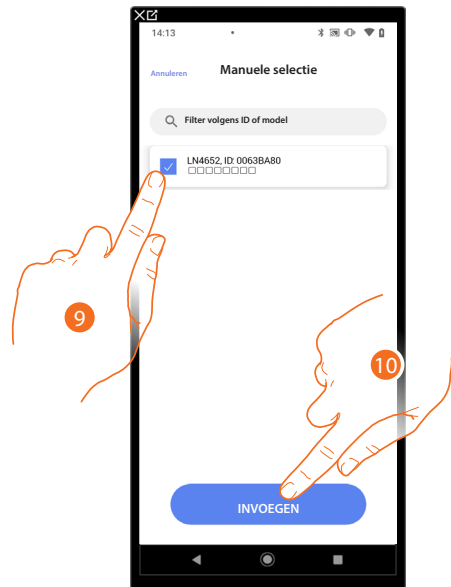 14:13
Annuleren Manuele selectie
Filter volgens ID of model
LN4652, ID: 0063BA80
□□□□□□□□
9
10
INVOEGEN